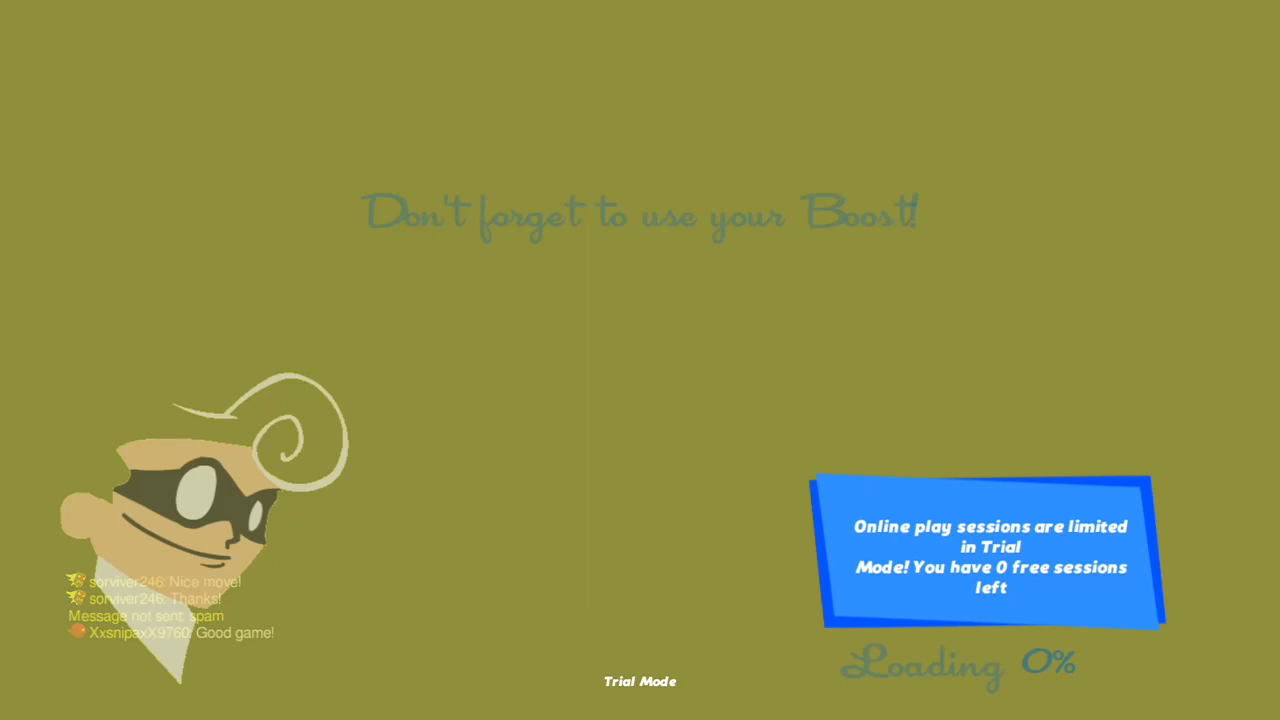 Don't forget to use your Boost!
Online play sessions are limited
in Trial
Mode! You have 0 free sessions
left
sorviver246: Nice move!
sorviver246: Thanks!
Message not sent: spam
XxsnipaxX9760: Good game!
Loading 0%
Trial Mode